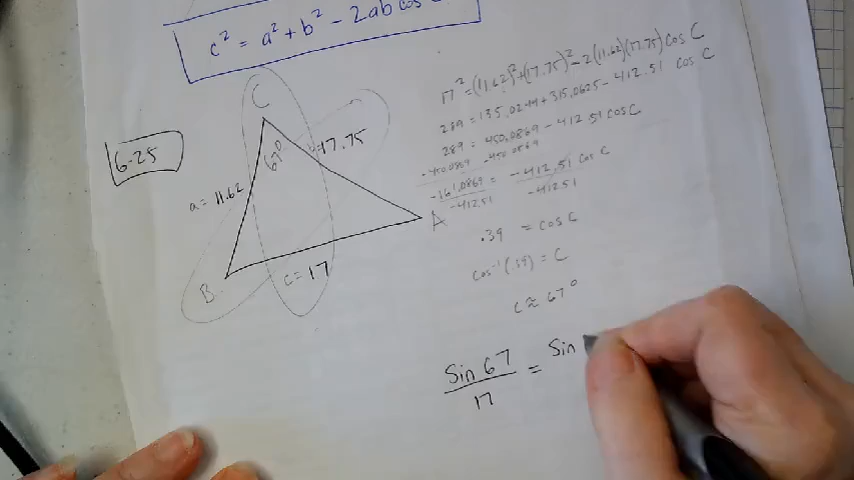 c² = a² + b² - 2ab cos
6-25
C
67°
b=17.75
a = 11.62
A
B
c = 17
17² = (11.62)² + (17.75)² - 2(11.62)(17.75) cos C
289 = 135.0244 + 315.0625 - 412.51 cos C
289 = 450.0869 - 412.51 cos C
-450.0869 -450.0869
-161.0869 = -412.51 cos C
-412.51 -412.51
.39 = cos C
cos⁻¹(.39) = C
C ≈ 67°
Sin 67 = Sin
17